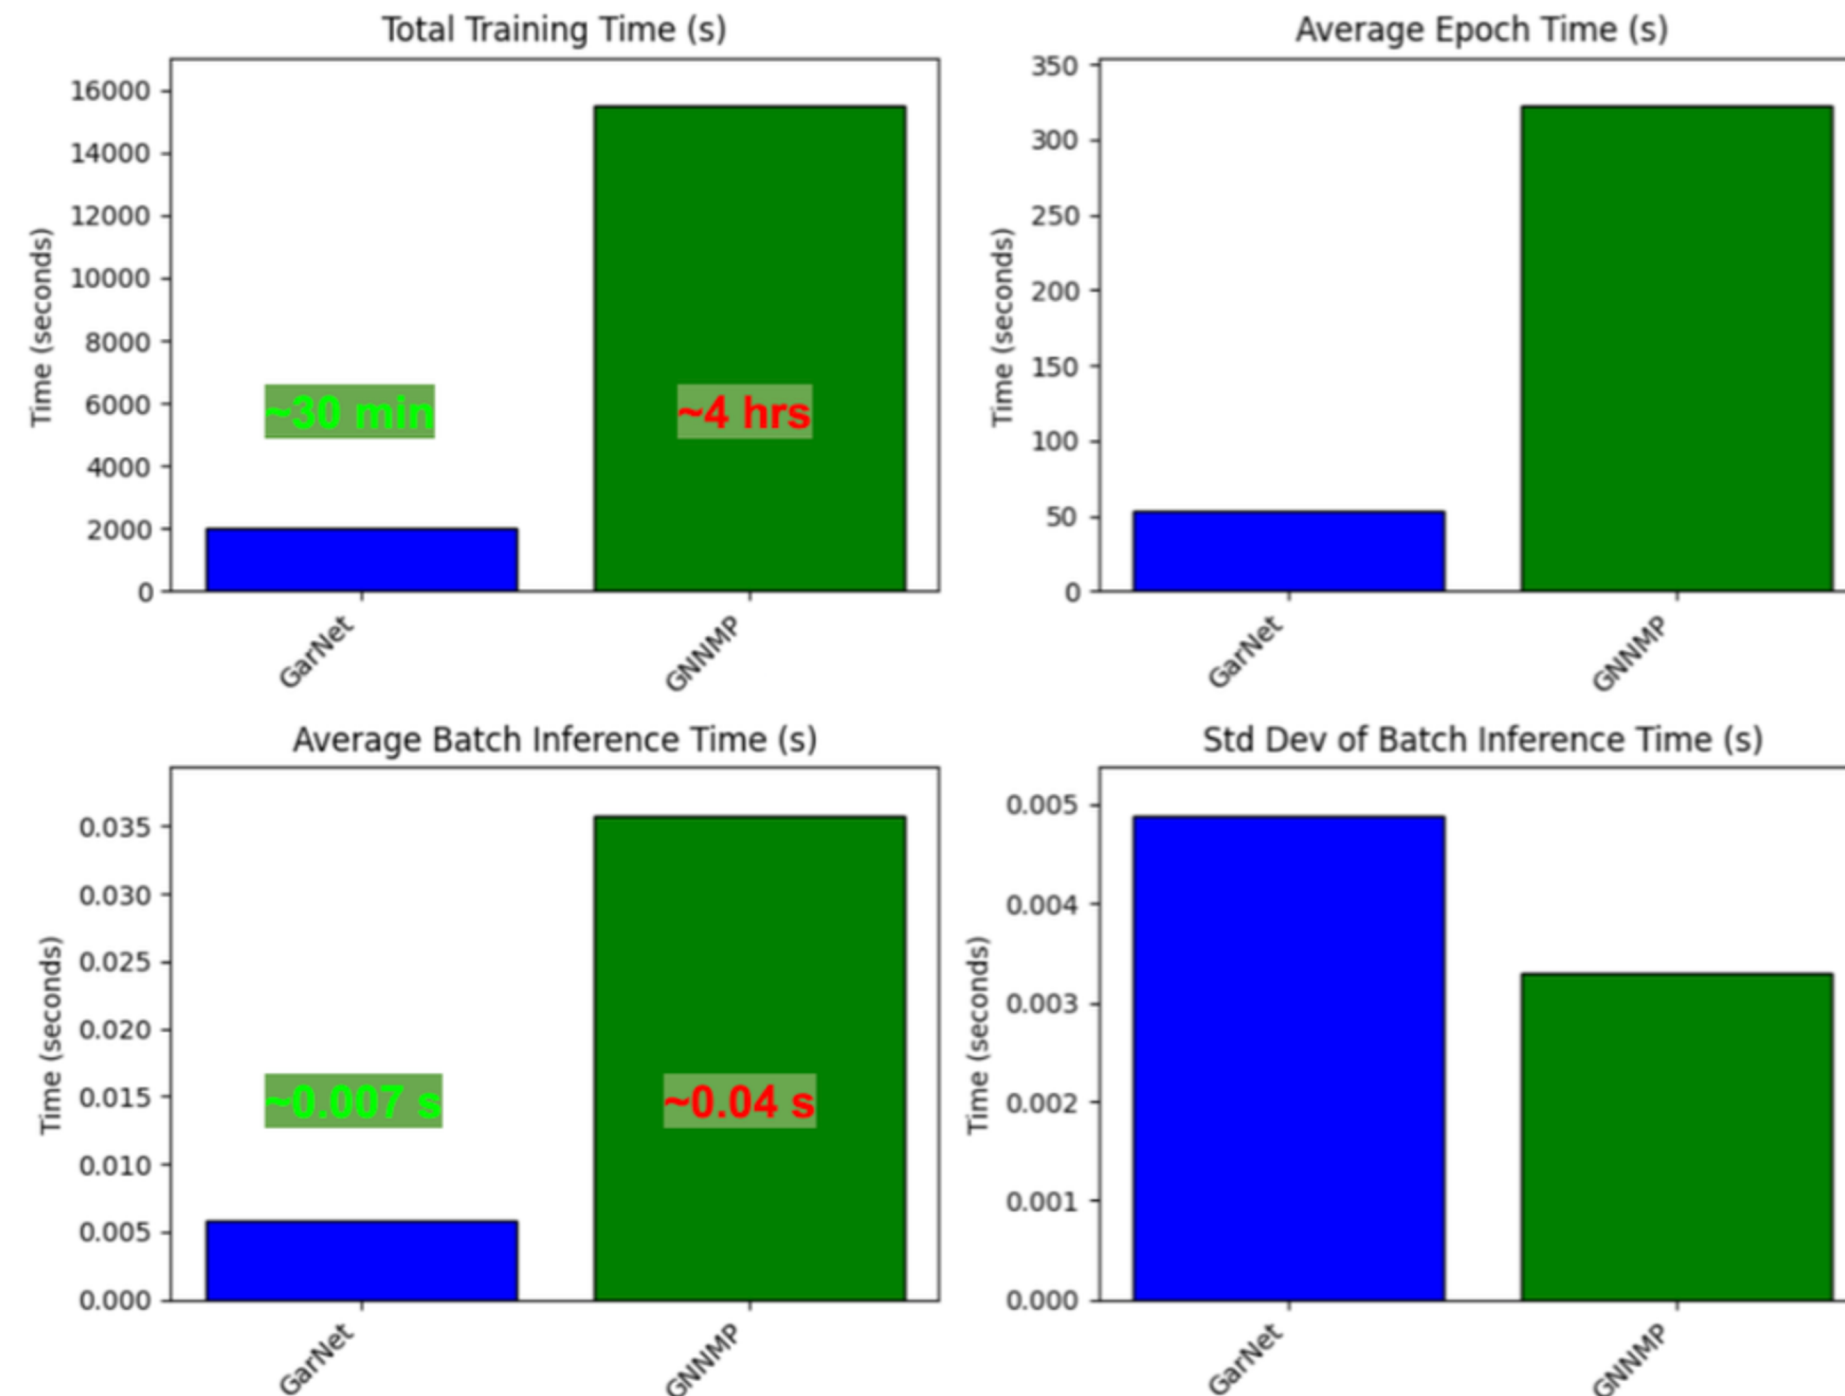 Total Training Time (s)
Time (seconds)
16000
14000
12000
10000
8000
6000
4000
2000
0
~30 min
~4 hrs
GarNet
GNNMP
Average Epoch Time (s)
Time (seconds)
350
300
250
200
150
100
50
0
GarNet
GNNMP
Average Batch Inference Time (s)
Time (seconds)
0.035
0.030
0.025
0.020
0.015
0.010
0.005
0.000
~0.007 s
~0.04 s
GarNet
GNNMP
Std Dev of Batch Inference Time (s)
Time (seconds)
0.005
0.004
0.003
0.002
0.001
0.000
GarNet
GNNMP